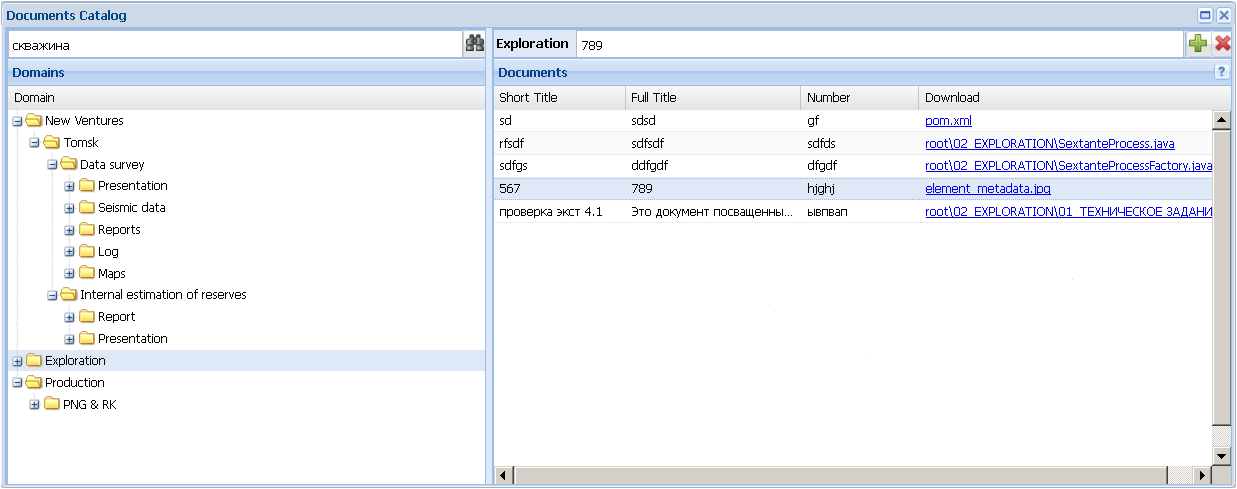 Documents Catalog
скважина
Domains
Domain
New Ventures
Tomsk
Data survey
Presentation
Seismic data
Reports
Log
Maps
Internal estimation of reserves
Report
Presentation
Exploration
Production
PNG & RK
Exploration 789
Documents ?
Short Title Full Title Number Download
sd sdsd gf pom.xml
rfsdf sdfsdf sdfds root\02_EXPLORATION\SextanteProcess.java
sdfgs ddfgdf dfgdf root\02_EXPLORATION\SextanteProcessFactory.java
567 789 hjghj element_metadata.jpg
проверка экст 4.1 Это документ посващенны... ывпвап root\02_EXPLORATION\01_ТЕХНИЧЕСКОЕ ЗАДАНИ